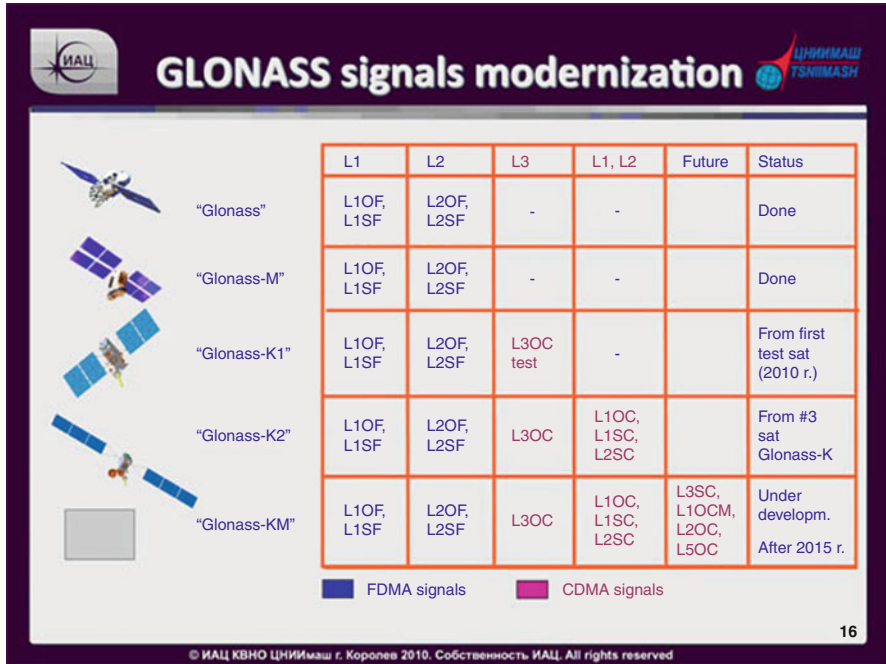 ИАЦ
GLONASS signals modernization
ЦНИИМАШ
TSNIIMASH
L1 L2 L3 L1, L2 Future Status
“Glonass” L1OF, L1SF L2OF, L2SF - - Done
“Glonass-M” L1OF, L1SF L2OF, L2SF - - Done
“Glonass-K1” L1OF, L1SF L2OF, L2SF L3OC test - From first test sat (2010 r.)
“Glonass-K2” L1OF, L1SF L2OF, L2SF L3OC L1OC, L1SC, L2SC From #3 sat Glonass-K
“Glonass-KM” L1OF, L1SF L2OF, L2SF L3OC L1OC, L1SC, L2SC L3SC, L1OCM, L2OC, L5OC Under developm. After 2015 r.
FDMA signals CDMA signals
16
© ИАЦ КВНО ЦНИИмаш г. Королев 2010. Собственность ИАЦ. All rights reserved